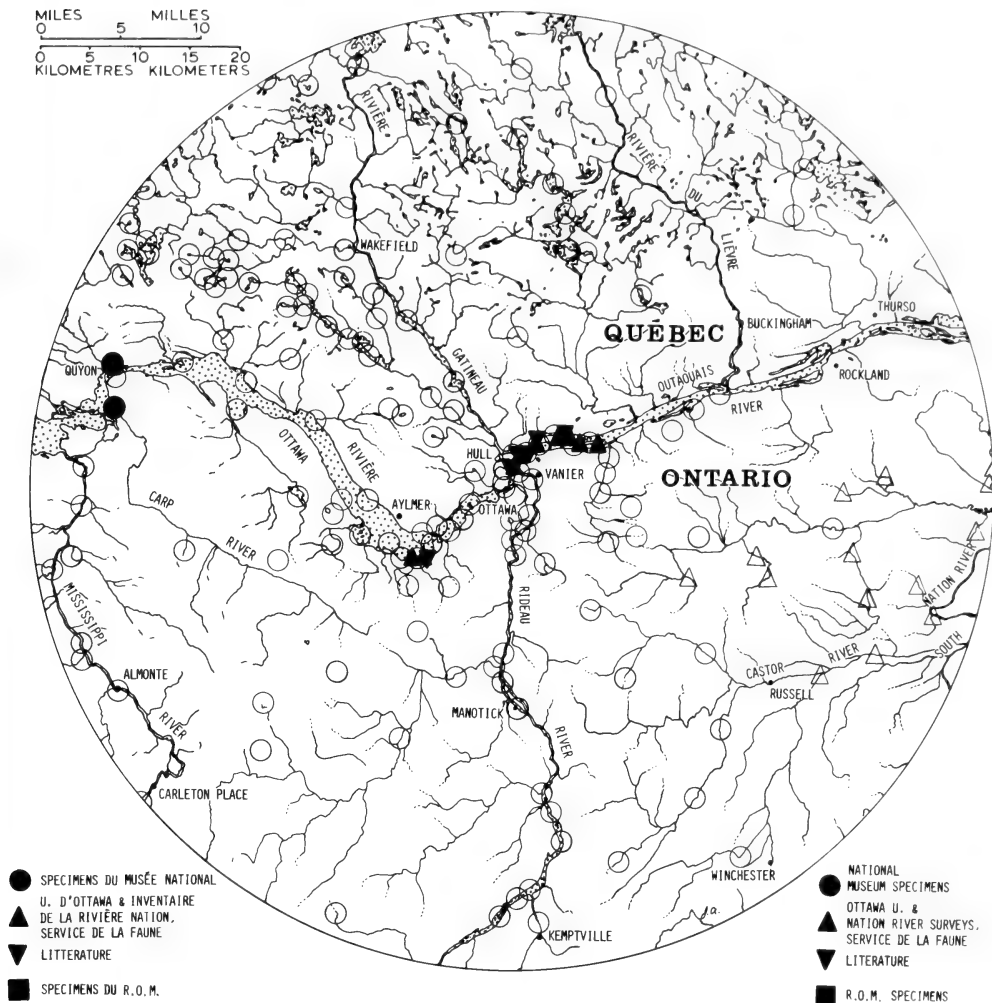 MILES MILLES
0 5 10
0 5 10 15 20
KILOMÈTRES KILOMETERS
RIVIÈRE
RIVIÈRE
DU
LIÈVRE
WAKEFIELD
THURSO
QUÉBEC
BUCKINGHAM
GATINEAU
QUYON
OUTAOUAIS
ROCKLAND
RIVER
OTTAWA
RIVIÈRE
HULL
VANIER
ONTARIO
CARP
AYLMER
OTTAWA
RIVER
NATION RIVER
MISSISSIPPI
RIDEAU
SOUTH
CASTOR
RIVER
RUSSELL
ALMONTE
MANOTICK
RIVER
RIVER
CARLETON PLACE
WINCHESTER
J.a.
KEMPTVILLE
SPECIMENS DU MUSÉE NATIONAL
U. D'OTTAWA & INVENTAIRE
DE LA RIVIÈRE NATION,
SERVICE DE LA FAUNE
LITTERATURE
SPECIMENS DU R.O.M.
NATIONAL
MUSEUM SPECIMENS
OTTAWA U. &
NATION RIVER SURVEYS,
SERVICE DE LA FAUNE
LITERATURE
R.O.M. SPECIMENS